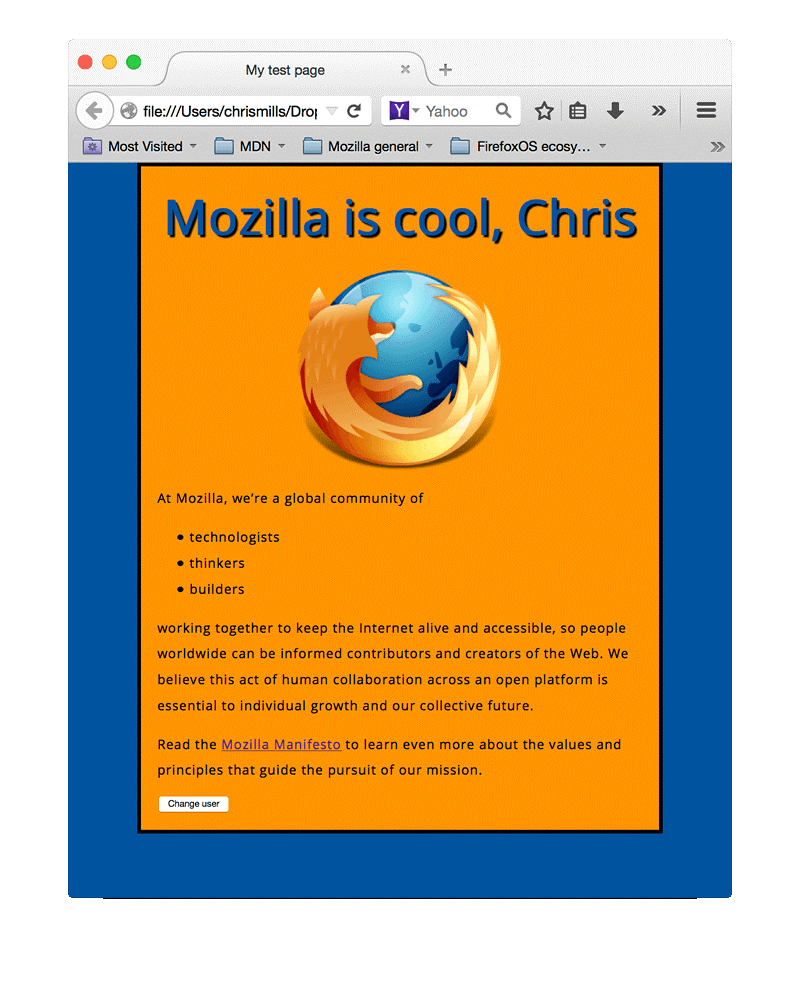 My test page
file:///Users/chrismills/Drop
Yahoo
Most Visited MDN Mozilla general FirefoxOS ecosy…
Mozilla is cool, Chris
At Mozilla, we’re a global community of
• technologists
• thinkers
• builders
working together to keep the Internet alive and accessible, so people
worldwide can be informed contributors and creators of the Web. We
believe this act of human collaboration across an open platform is
essential to individual growth and our collective future.
Read the Mozilla Manifesto to learn even more about the values and
principles that guide the pursuit of our mission.
Change user